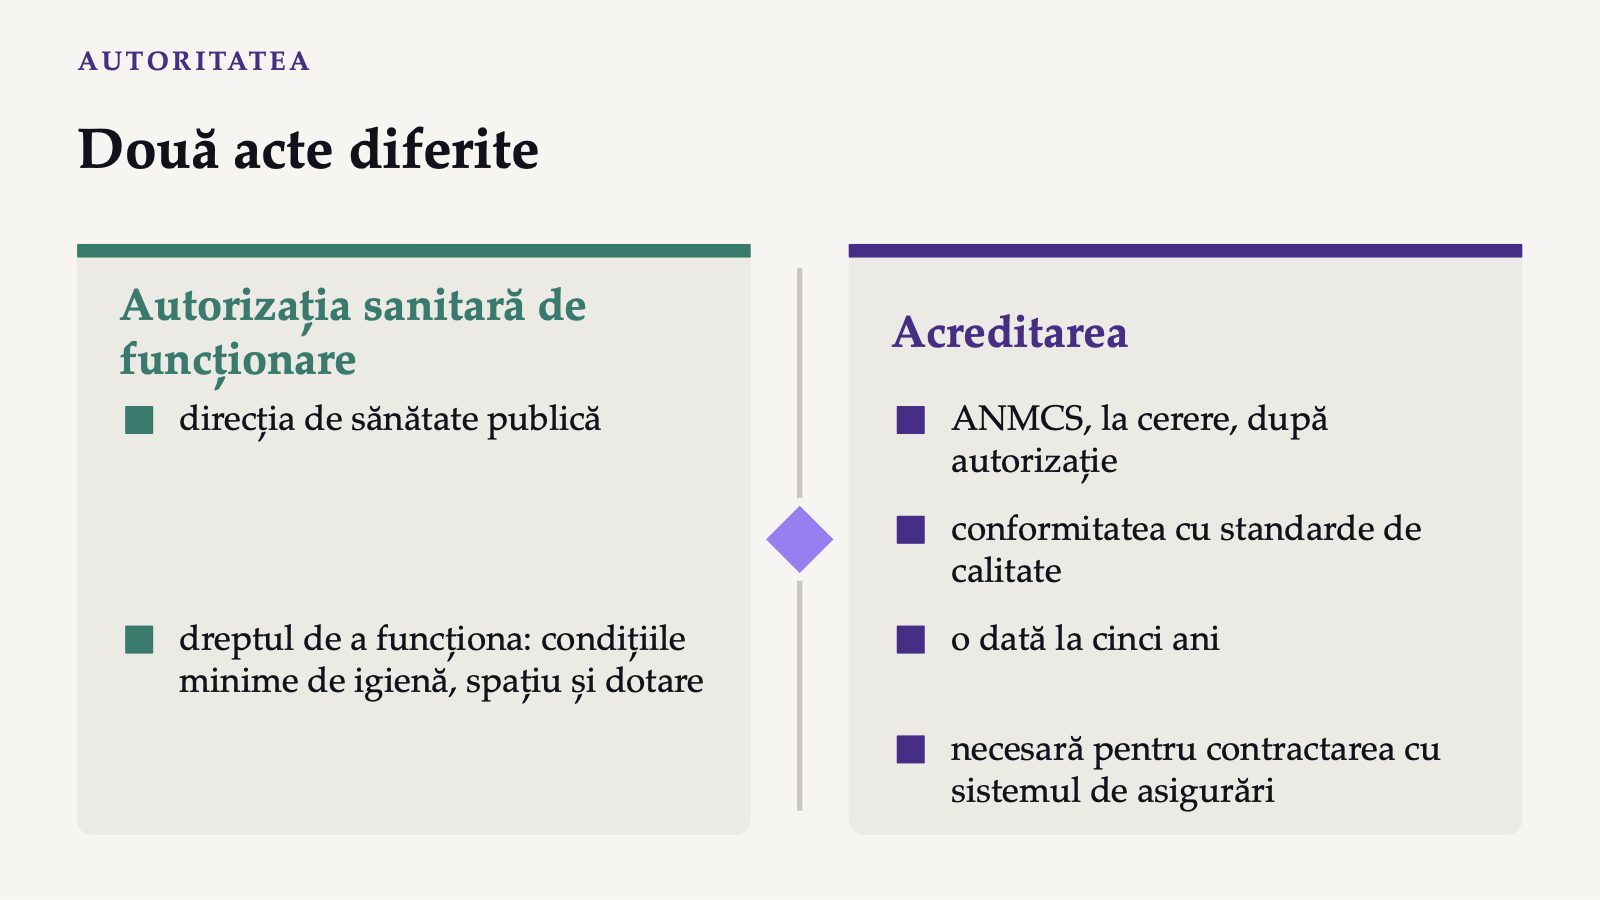 AUTORITATEA
Două acte diferite
Autorizația sanitară de
funcționare
direcția de sănătate publică
dreptul de a funcționa: condițiile
minime de igienă, spațiu și dotare
Acreditarea
ANMCS, la cerere, după
autorizație
conformitatea cu standarde de
calitate
o dată la cinci ani
necesară pentru contractarea cu
sistemul de asigurări